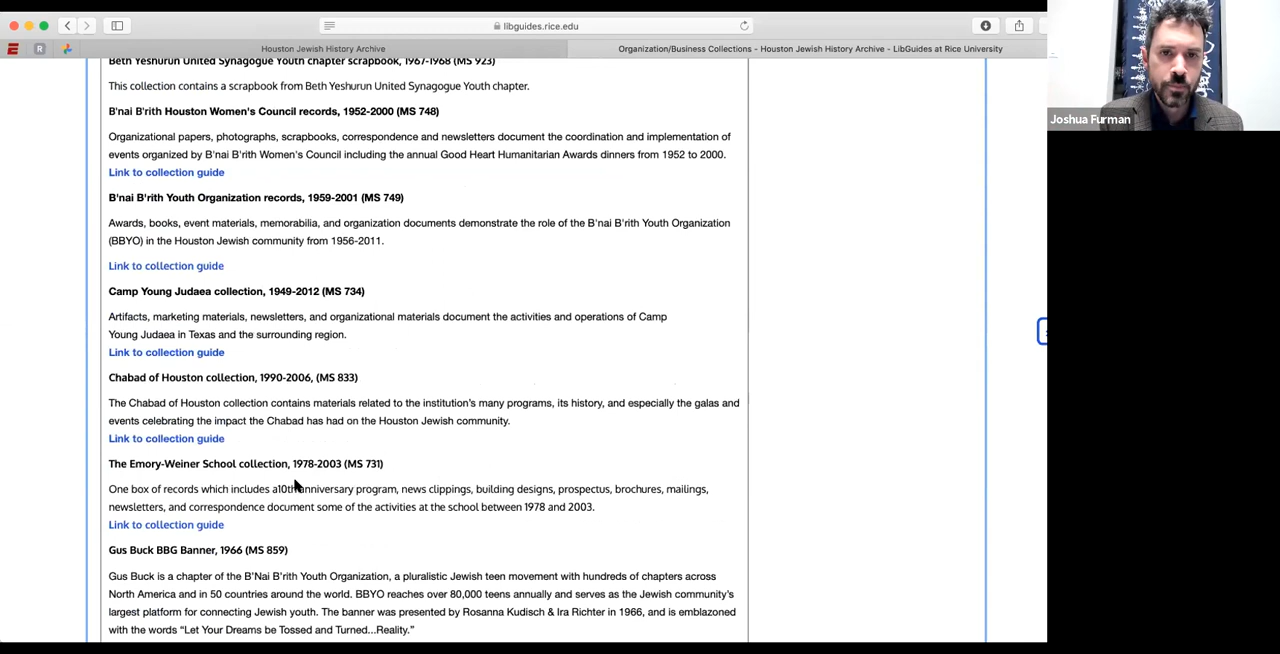 libguides.rice.edu
R
Houston Jewish History Archive
Organization/Business Collections - Houston Jewish History Archive - LibGuides at Rice University
Beth Yeshurun United Synagogue Youth chapter scrapbook, 1967-1968 (MS 923)
This collection contains a scrapbook from Beth Yeshurun United Synagogue Youth chapter.
B'nai B'rith Houston Women's Council records, 1952-2000 (MS 748)
Organizational papers, photographs, scrapbooks, correspondence and newsletters document the coordination and implementation of
events organized by B'nai B'rith Women's Council including the annual Good Heart Humanitarian Awards dinners from 1952 to 2000.
Link to collection guide
B'nai B'rith Youth Organization records, 1959-2001 (MS 749)
Awards, books, event materials, memorabilia, and organization documents demonstrate the role of the B'nai B'rith Youth Organization
(BBYO) in the Houston Jewish community from 1956-2011.
Link to collection guide
Camp Young Judaea collection, 1949-2012 (MS 734)
Artifacts, marketing materials, newsletters, and organizational materials document the activities and operations of Camp
Young Judaea in Texas and the surrounding region.
Link to collection guide
Chabad of Houston collection, 1990-2006, (MS 833)
The Chabad of Houston collection contains materials related to the institution's many programs, its history, and especially the galas and
events celebrating the impact the Chabad has had on the Houston Jewish community.
Link to collection guide
The Emory-Weiner School collection, 1978-2003 (MS 731)
One box of records which includes a10th anniversary program, news clippings, building designs, prospectus, brochures, mailings,
newsletters, and correspondence document some of the activities at the school between 1978 and 2003.
Link to collection guide
Gus Buck BBG Banner, 1966 (MS 859)
Gus Buck is a chapter of the B'Nai B'rith Youth Organization, a pluralistic Jewish teen movement with hundreds of chapters across
North America and in 50 countries around the world. BBYO reaches over 80,000 teens annually and serves as the Jewish community's
largest platform for connecting Jewish youth. The banner was presented by Rosanna Kudisch & Ira Richter in 1966, and is emblazoned
with the words “Let Your Dreams be Tossed and Turned...Reality.”
Joshua Furman